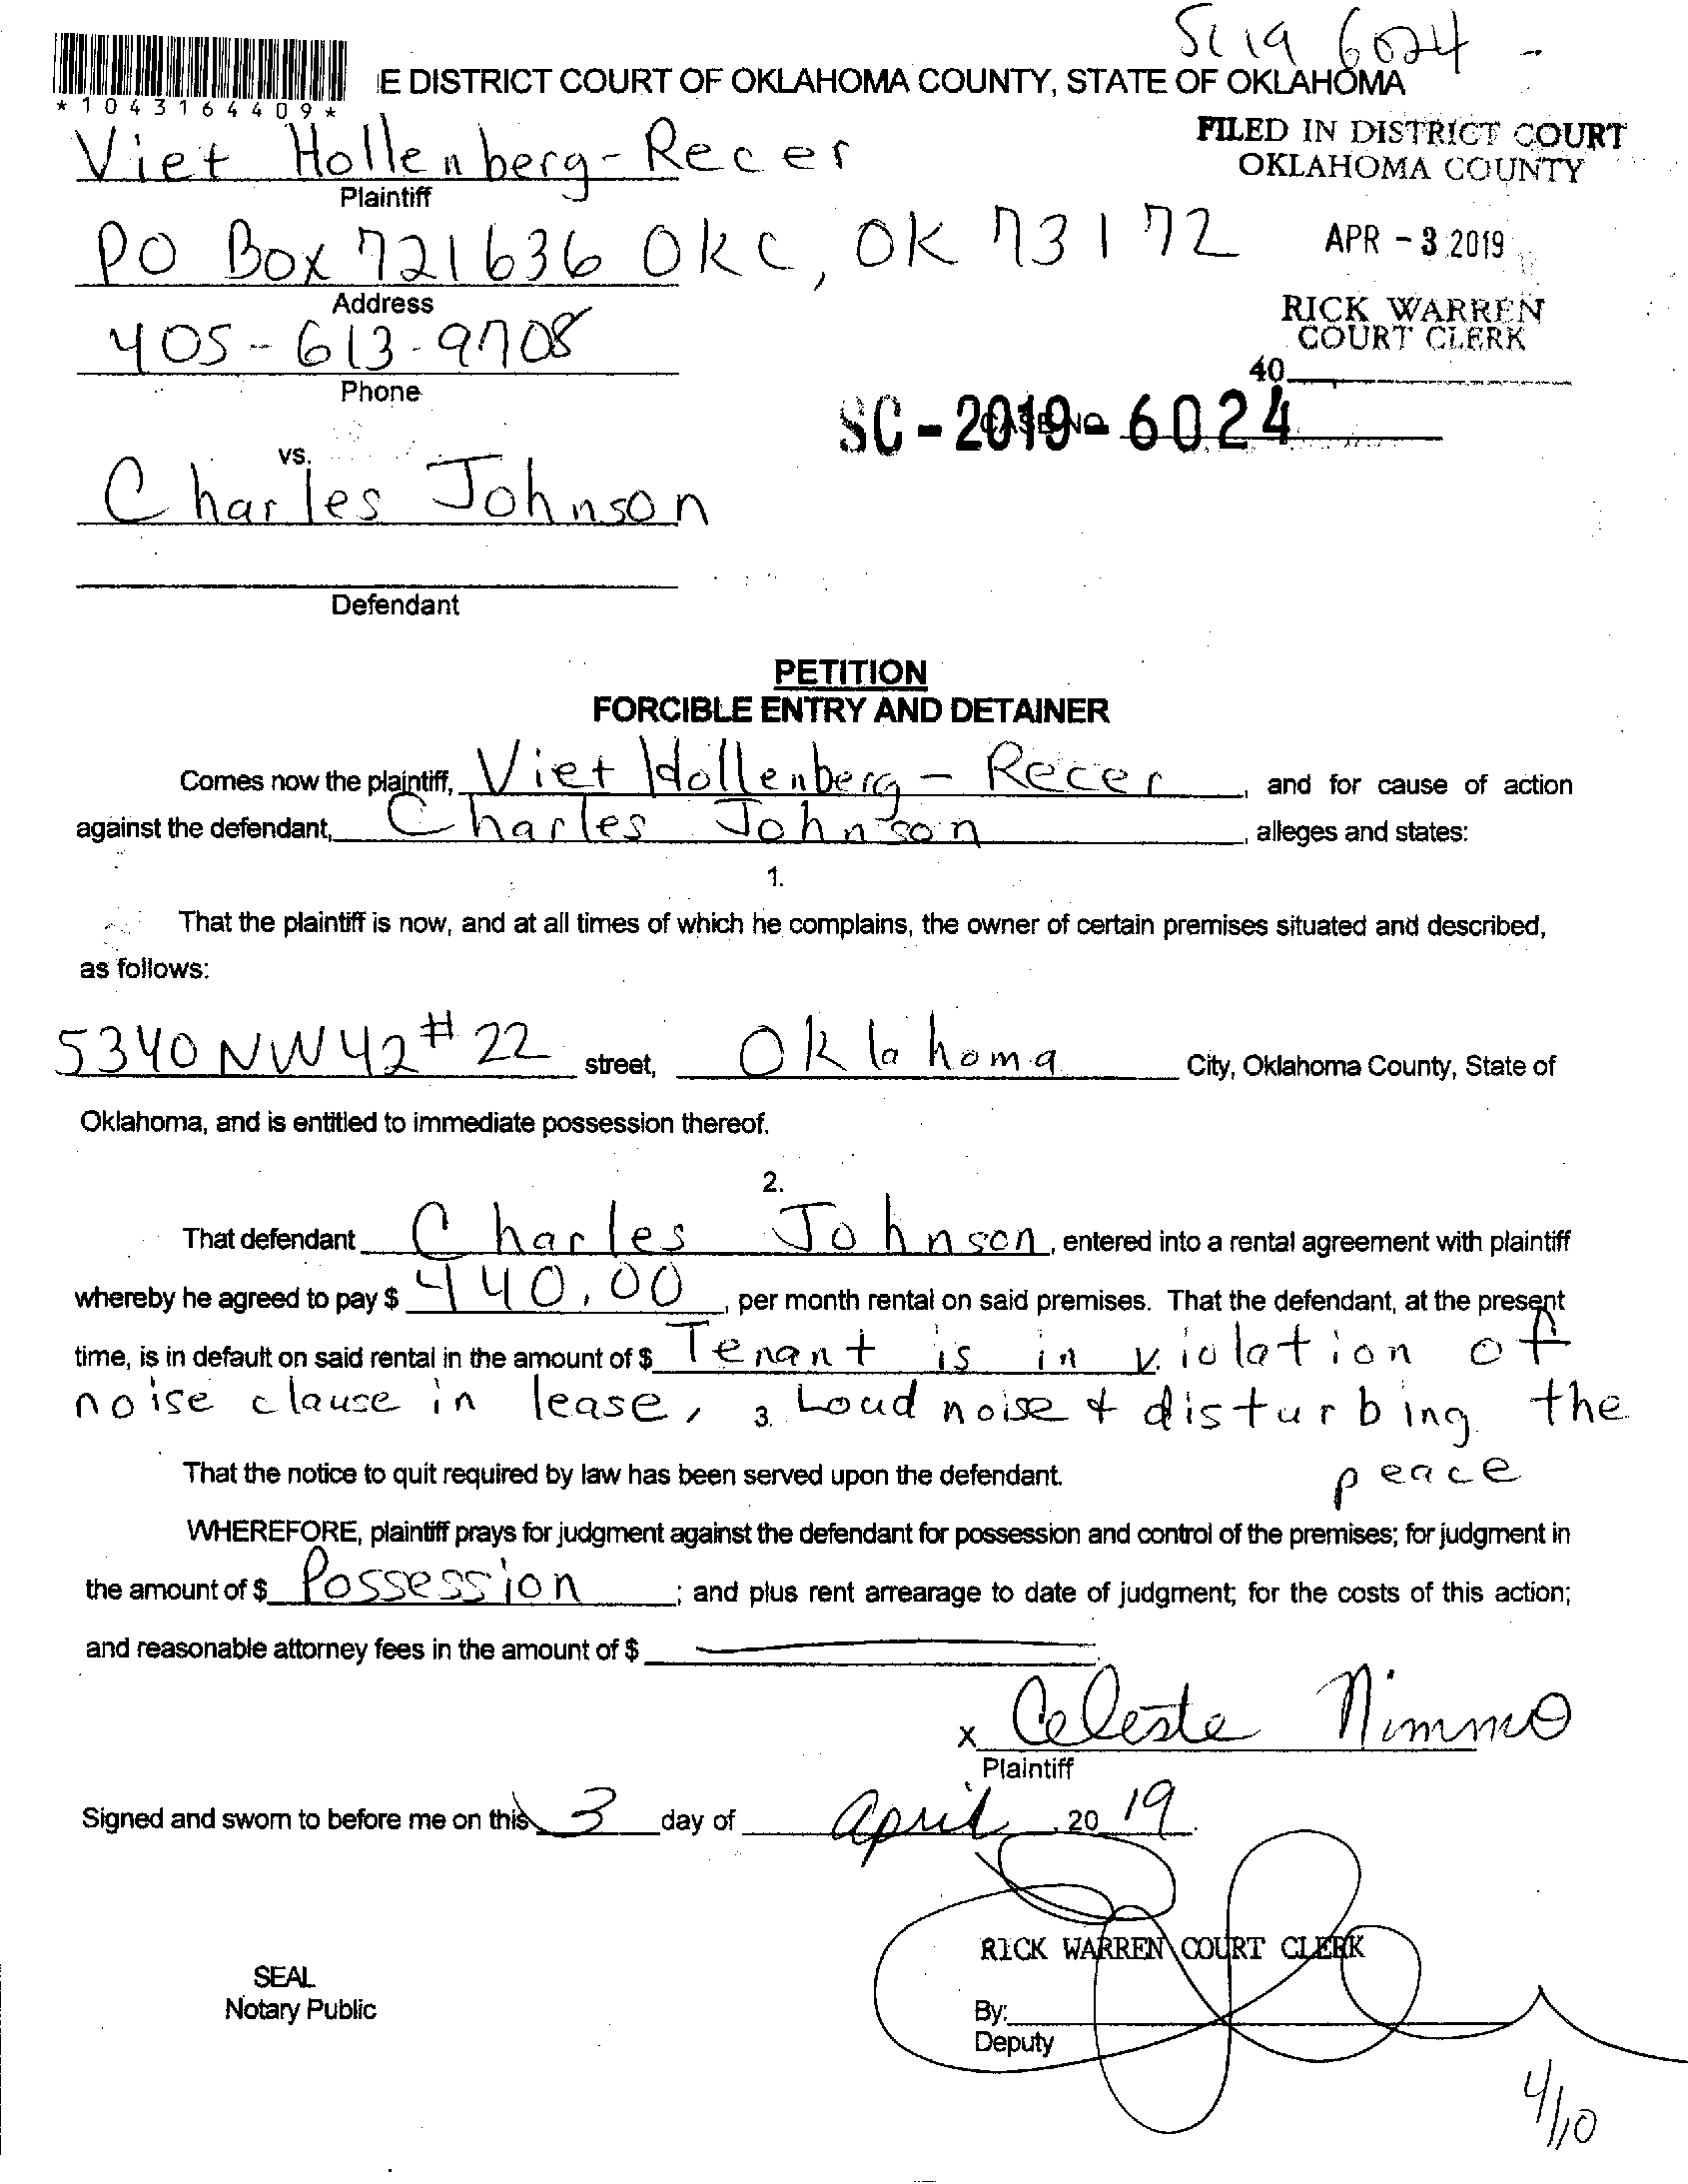 SC 19 6024 -
E DISTRICT COURT OF OKLAHOMA COUNTY, STATE OF OKLAHOMA
*1043164409*
FILED IN DISTRICT COURT
OKLAHOMA COUNTY
Viet Hollenberg-Recer
Plaintiff
PO Box 721636 OKC, OK 73172
APR - 3 2019
Address
RICK WARREN
COURT CLERK
405-613-9708
40
Phone
SC - 2019 - 6024
CASE NO.
vs.
Charles Johnson
Defendant
PETITION
FORCIBLE ENTRY AND DETAINER
Comes now the plaintiff, Viet Hollenberg - Recer, and for cause of action
against the defendant, Charles Johnson, alleges and states:
1.
That the plaintiff is now, and at all times of which he complains, the owner of certain premises situated and described,
as follows:
5340 NW 42 # 22 street, Oklahoma City, Oklahoma County, State of
Oklahoma, and is entitled to immediate possession thereof.
2.
That defendant Charles Johnson, entered into a rental agreement with plaintiff
whereby he agreed to pay $ 440.00, per month rental on said premises. That the defendant, at the present
time, is in default on said rental in the amount of $ Tenant is in violation of
noise clause in lease, 3. Loud noise & disturbing the
peace
That the notice to quit required by law has been served upon the defendant.
WHEREFORE, plaintiff prays for judgment against the defendant for possession and control of the premises; for judgment in
the amount of $ Possession; and plus rent arrearage to date of judgment; for the costs of this action;
and reasonable attorney fees in the amount of $
x Celeste Nimmo
Plaintiff
Signed and sworn to before me on this 3 day of April, 20 19.
RICK WARREN COURT CLERK
SEAL
Notary Public
By:
Deputy
4/10